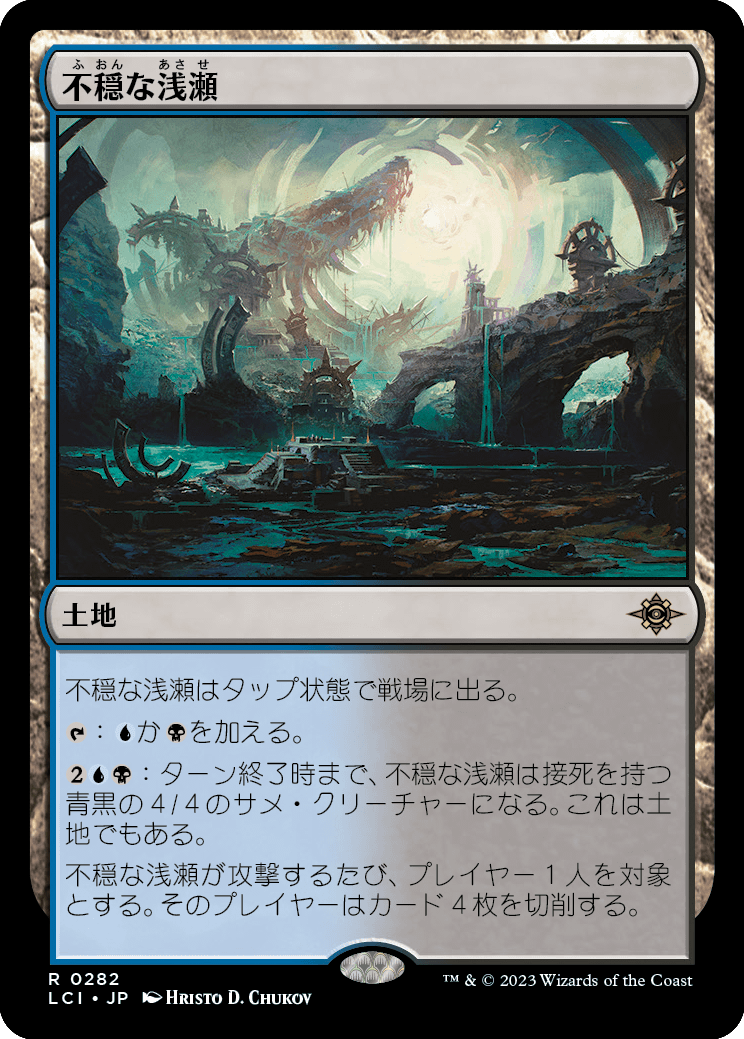 ふおん あさせ
不穏な浅瀬
土地
不穏な浅瀬はタップ状態で戦場に出る。
：か を加える。
2：ターン終了時まで、不穏な浅瀬は接死を持つ
青黒の4/4のサメ・クリーチャーになる。これは土
地でもある。
不穏な浅瀬が攻撃するたび、プレイヤー1人を対象
とする。そのプレイヤーはカード4枚を切削する。
R 0282
LCI • JP Hristo D. Chukov
™ & © 2023 Wizards of the Coast